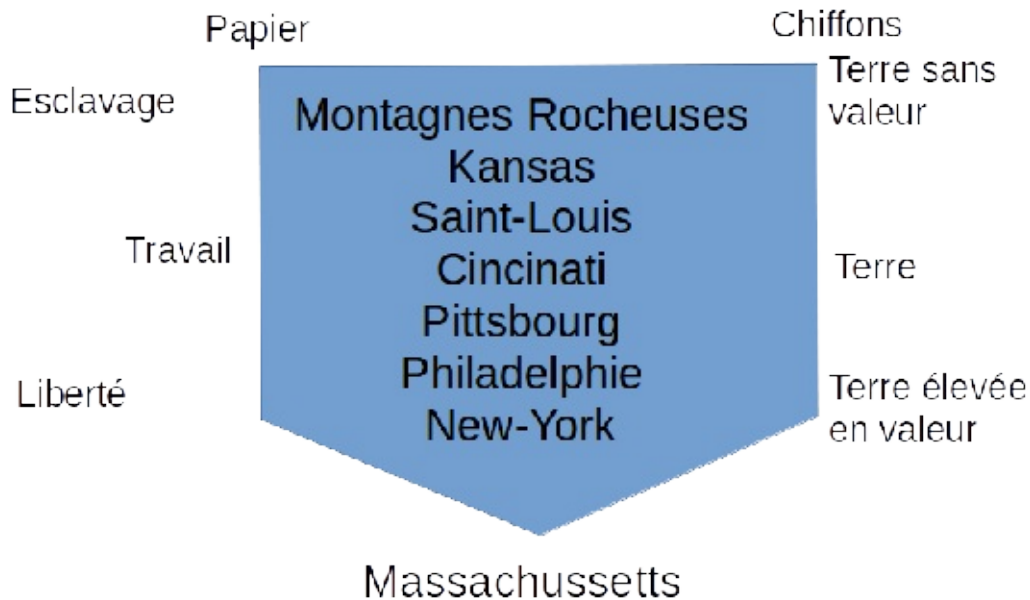 Papier
Chiffons
Esclavage
Terre sans
valeur
Montagnes Rocheuses
Kansas
Saint-Louis
Travail
Cincinati
Terre
Pittsbourg
Philadelphie
Liberté
Terre élevée
en valeur
New-York
Massachussetts